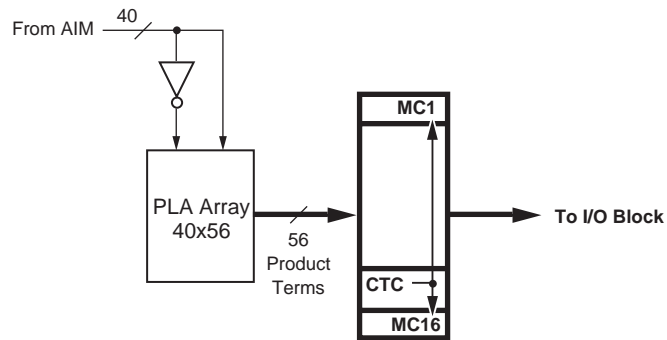 From AIM
40
MC1
PLA Array
40x56
56
Product
Terms
To I/O Block
CTC
MC16